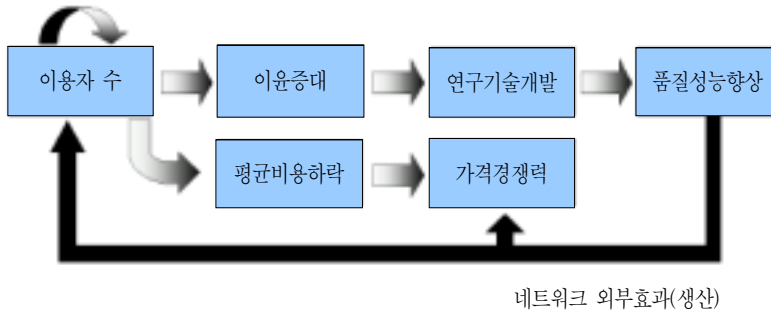 이용자 수
이윤증대
연구기술개발
품질성능향상
평균비용하락
가격경쟁력
네트워크 외부효과(생산)